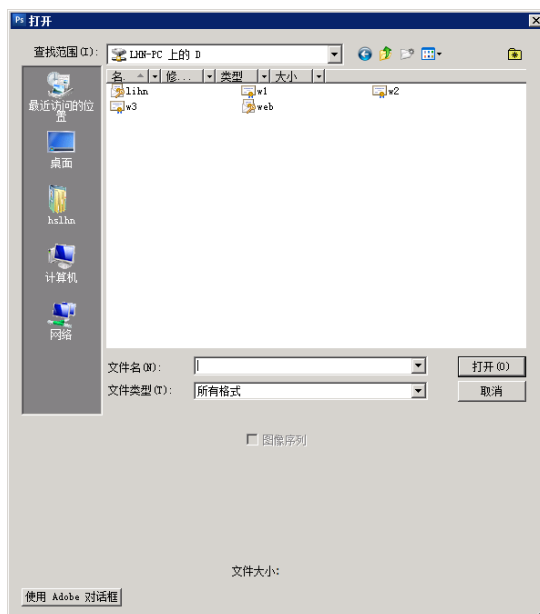 Ps 打开
查找范围(I): LHN-PC 上的 D
名. 修... 类型 大小
lihn w1 w2
w3 web
最近访问的位置
桌面
hslhn
计算机
网络
文件名(N): 打开(O)
文件类型(T): 所有格式 取消
图像序列
文件大小:
使用 Adobe 对话框